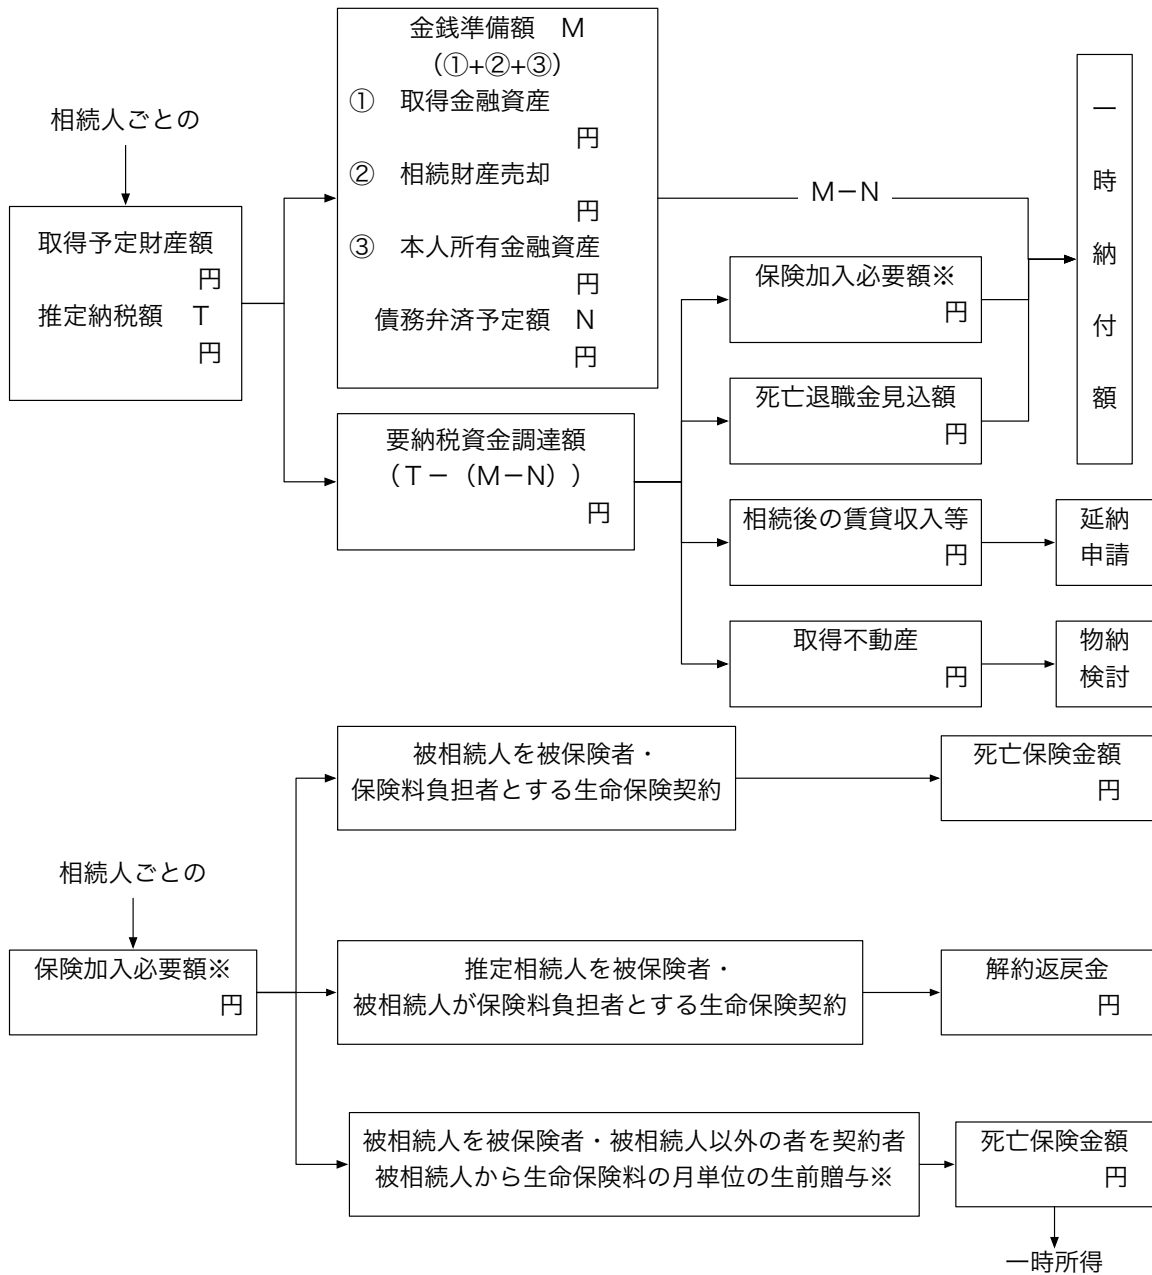 相続人ごとの
取得予定財産額
円
推定納税額　T
円
金銭準備額　M
（①+②+③）
①　取得金融資産
円
②　相続財産売却
円
③　本人所有金融資産
円
債務弁済予定額　N
円
要納税資金調達額
（T－（M－N））
円
M－N
保険加入必要額※
円
死亡退職金見込額
円
相続後の賃貸収入等
円
取得不動産
円
一時納付額
延納
申請
物納
検討
相続人ごとの
保険加入必要額※
円
被相続人を被保険者・
保険料負担者とする生命保険契約
死亡保険金額
円
推定相続人を被保険者・
被相続人が保険料負担者とする生命保険契約
解約返戻金
円
被相続人を被保険者・被相続人以外の者を契約者
被相続人から生命保険料の月単位の生前贈与※
死亡保険金額
円
一時所得